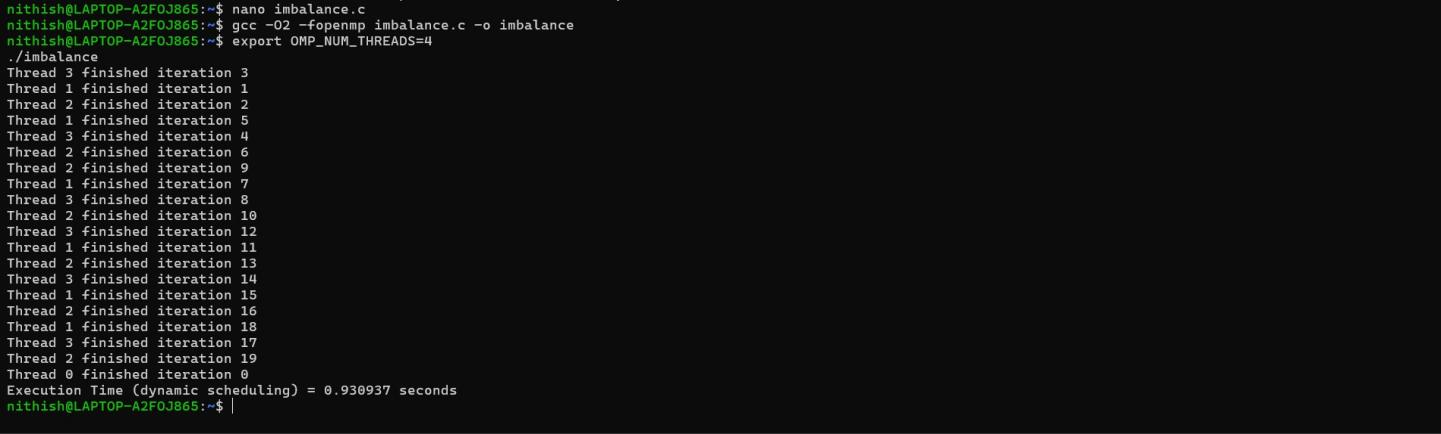 nithish@LAPTOP-A2FOJ865:~$ nano imbalance.c
nithish@LAPTOP-A2FOJ865:~$ gcc -O2 -fopenmp imbalance.c -o imbalance
nithish@LAPTOP-A2FOJ865:~$ export OMP_NUM_THREADS=4
./imbalance
Thread 3 finished iteration 3
Thread 1 finished iteration 1
Thread 2 finished iteration 2
Thread 1 finished iteration 5
Thread 3 finished iteration 4
Thread 2 finished iteration 6
Thread 2 finished iteration 9
Thread 1 finished iteration 7
Thread 3 finished iteration 8
Thread 2 finished iteration 10
Thread 3 finished iteration 12
Thread 1 finished iteration 11
Thread 2 finished iteration 13
Thread 3 finished iteration 14
Thread 1 finished iteration 15
Thread 2 finished iteration 16
Thread 1 finished iteration 18
Thread 3 finished iteration 17
Thread 2 finished iteration 19
Thread 0 finished iteration 0
Execution Time (dynamic scheduling) = 0.930937 seconds
nithish@LAPTOP-A2FOJ865:~$